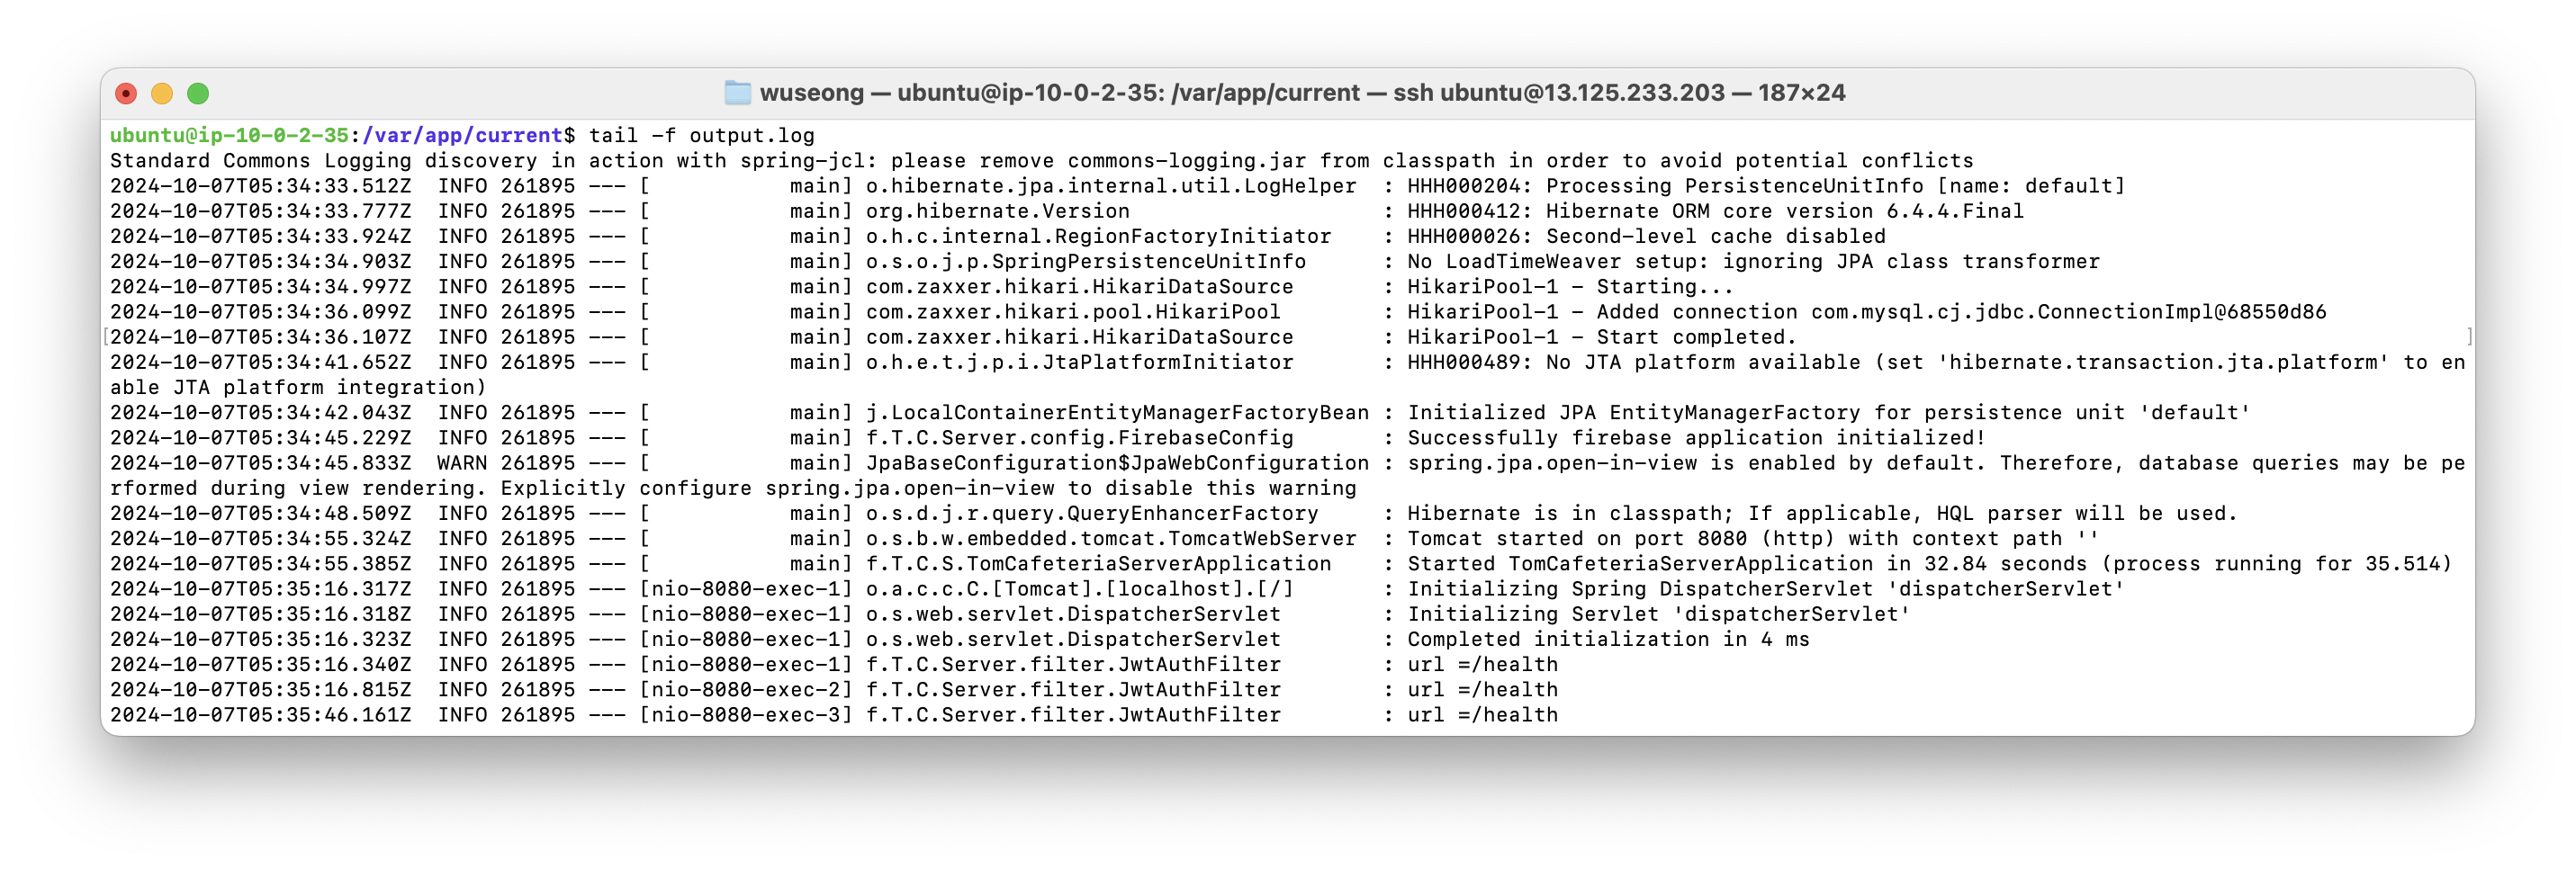 wuseong — ubuntu@ip-10-0-2-35: /var/app/current — ssh ubuntu@13.125.233.203 — 187×24
ubuntu@ip-10-0-2-35:/var/app/current$ tail -f output.log
Standard Commons Logging discovery in action with spring-jcl: please remove commons-logging.jar from classpath in order to avoid potential conflicts
2024-10-07T05:34:33.512Z  INFO 261895 --- [           main] o.hibernate.jpa.internal.util.LogHelper  : HHH000204: Processing PersistenceUnitInfo [name: default]
2024-10-07T05:34:33.777Z  INFO 261895 --- [           main] org.hibernate.Version                    : HHH000412: Hibernate ORM core version 6.4.4.Final
2024-10-07T05:34:33.924Z  INFO 261895 --- [           main] o.h.c.internal.RegionFactoryInitiator    : HHH000026: Second-level cache disabled
2024-10-07T05:34:34.903Z  INFO 261895 --- [           main] o.s.o.j.p.SpringPersistenceUnitInfo      : No LoadTimeWeaver setup: ignoring JPA class transformer
2024-10-07T05:34:34.997Z  INFO 261895 --- [           main] com.zaxxer.hikari.HikariDataSource       : HikariPool-1 - Starting...
2024-10-07T05:34:36.099Z  INFO 261895 --- [           main] com.zaxxer.hikari.pool.HikariPool        : HikariPool-1 - Added connection com.mysql.cj.jdbc.ConnectionImpl@68550d86
[2024-10-07T05:34:36.107Z  INFO 261895 --- [           main] com.zaxxer.hikari.HikariDataSource       : HikariPool-1 - Start completed. ]
2024-10-07T05:34:41.652Z  INFO 261895 --- [           main] o.h.e.t.j.p.i.JtaPlatformInitiator       : HHH000489: No JTA platform available (set 'hibernate.transaction.jta.platform' to en
able JTA platform integration)
2024-10-07T05:34:42.043Z  INFO 261895 --- [           main] j.LocalContainerEntityManagerFactoryBean : Initialized JPA EntityManagerFactory for persistence unit 'default'
2024-10-07T05:34:45.229Z  INFO 261895 --- [           main] f.T.C.Server.config.FirebaseConfig       : Successfully firebase application initialized!
2024-10-07T05:34:45.833Z  WARN 261895 --- [           main] JpaBaseConfiguration$JpaWebConfiguration : spring.jpa.open-in-view is enabled by default. Therefore, database queries may be pe
rformed during view rendering. Explicitly configure spring.jpa.open-in-view to disable this warning
2024-10-07T05:34:48.509Z  INFO 261895 --- [           main] o.s.d.j.r.query.QueryEnhancerFactory     : Hibernate is in classpath; If applicable, HQL parser will be used.
2024-10-07T05:34:55.324Z  INFO 261895 --- [           main] o.s.b.w.embedded.tomcat.TomcatWebServer  : Tomcat started on port 8080 (http) with context path ''
2024-10-07T05:34:55.385Z  INFO 261895 --- [           main] f.T.C.S.TomCafeteriaServerApplication    : Started TomCafeteriaServerApplication in 32.84 seconds (process running for 35.514)
2024-10-07T05:35:16.317Z  INFO 261895 --- [nio-8080-exec-1] o.a.c.c.C.[Tomcat].[localhost].[/]       : Initializing Spring DispatcherServlet 'dispatcherServlet'
2024-10-07T05:35:16.318Z  INFO 261895 --- [nio-8080-exec-1] o.s.web.servlet.DispatcherServlet        : Initializing Servlet 'dispatcherServlet'
2024-10-07T05:35:16.323Z  INFO 261895 --- [nio-8080-exec-1] o.s.web.servlet.DispatcherServlet        : Completed initialization in 4 ms
2024-10-07T05:35:16.340Z  INFO 261895 --- [nio-8080-exec-1] f.T.C.Server.filter.JwtAuthFilter        : url =/health
2024-10-07T05:35:16.815Z  INFO 261895 --- [nio-8080-exec-2] f.T.C.Server.filter.JwtAuthFilter        : url =/health
2024-10-07T05:35:46.161Z  INFO 261895 --- [nio-8080-exec-3] f.T.C.Server.filter.JwtAuthFilter        : url =/health